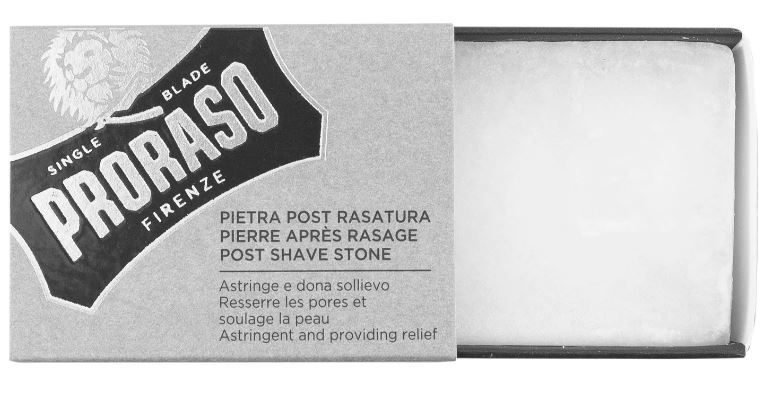 SINGLE BLADE
PRORASO
FIRENZE
PIETRA POST RASATURA
PIERRE APRÈS RASAGE
POST SHAVE STONE
Astringe e dona sollievo
Resserre les pores et
soulage la peau
Astringent and providing relief